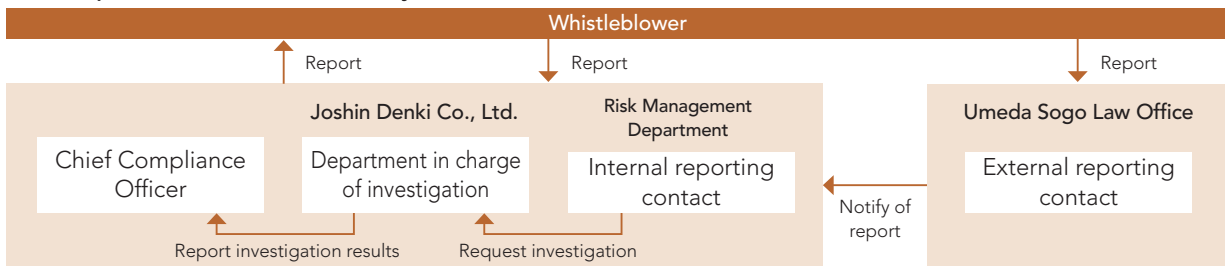 Whistleblower
Report
Report
Report
Joshin Denki Co., Ltd.
Risk Management
Department
Umeda Sogo Law Office
Chief Compliance
Officer
Department in charge
of investigation
Internal reporting
contact
External reporting
contact
Notify of
report
Report investigation results
Request investigation